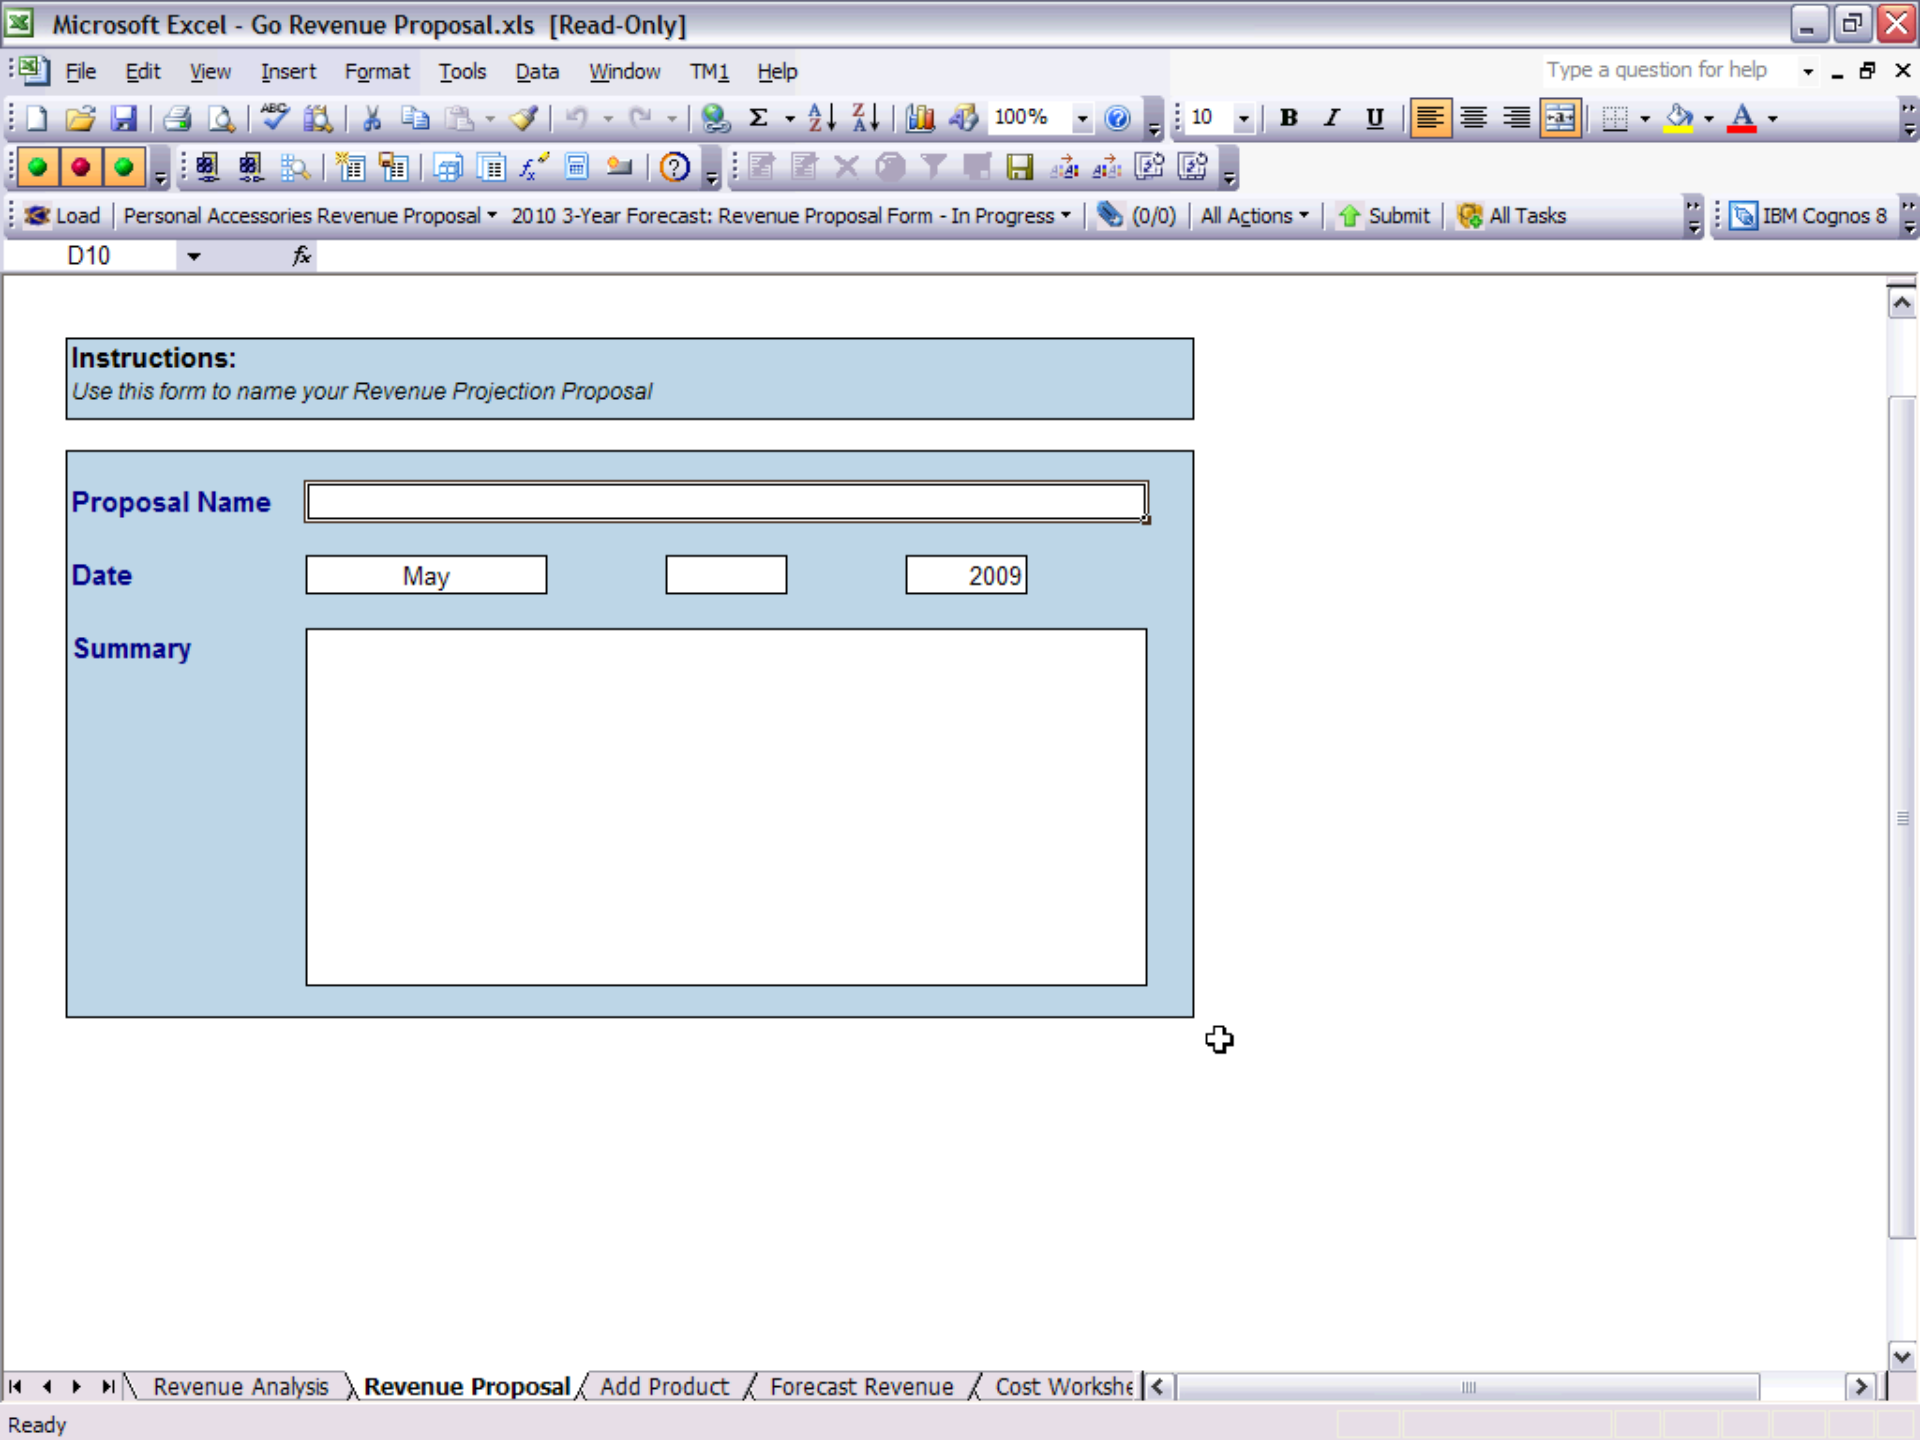 Microsoft Excel - Go Revenue Proposal.xls [Read-Only]
File Edit View Insert Format Tools Data Window TM1 Help Type a question for help
ABC Σ A Z Z A 100% 10 B I U A
Load Personal Accessories Revenue Proposal 2010 3-Year Forecast: Revenue Proposal Form - In Progress (0/0) All Actions Submit All Tasks IBM Cognos 8
D10 fx
Instructions:
Use this form to name your Revenue Projection Proposal
Proposal Name
Date May 2009
Summary
Revenue Analysis Revenue Proposal Add Product Forecast Revenue Cost Workshe
Ready